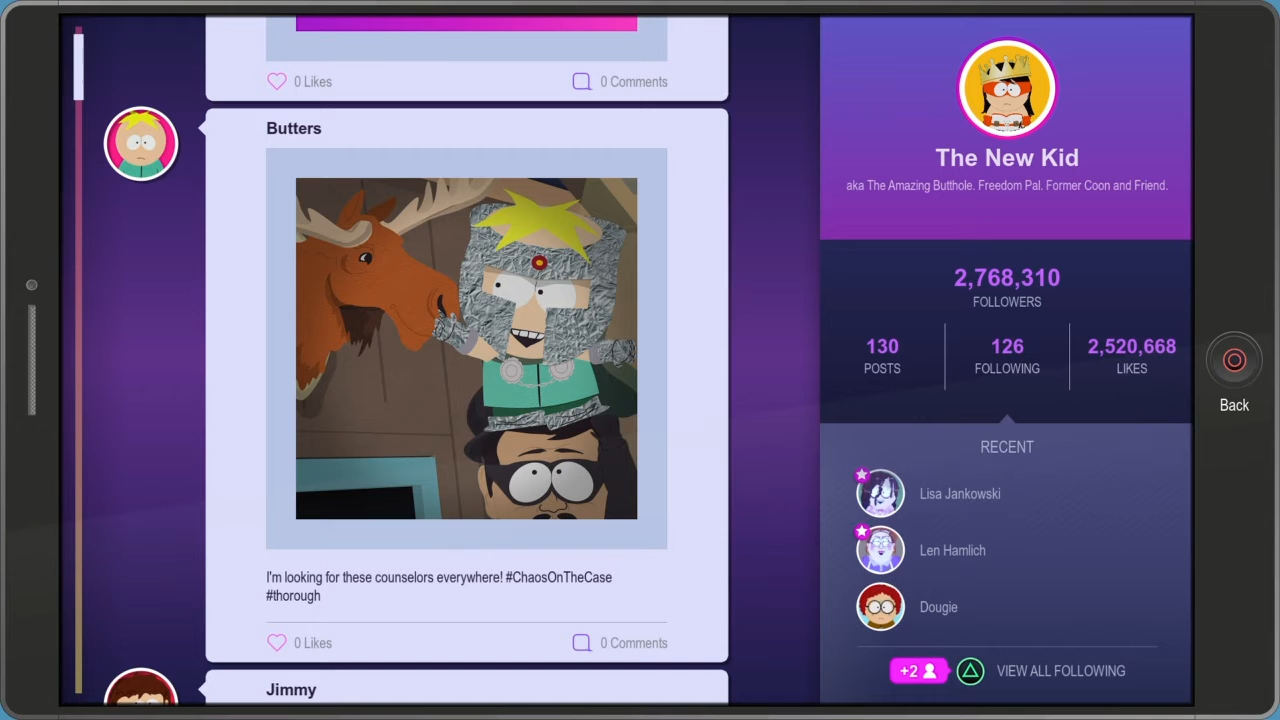 0 Likes
0 Comments
Butters
I'm looking for these counselors everywhere! #ChaosOnTheCase
#thorough
0 Likes
0 Comments
Jimmy
The New Kid
aka The Amazing Butthole. Freedom Pal. Former Coon and Friend.
2,768,310
FOLLOWERS
130
POSTS
126
FOLLOWING
2,520,668
LIKES
RECENT
Lisa Jankowski
Len Hamlich
Dougie
+2
VIEW ALL FOLLOWING
Back